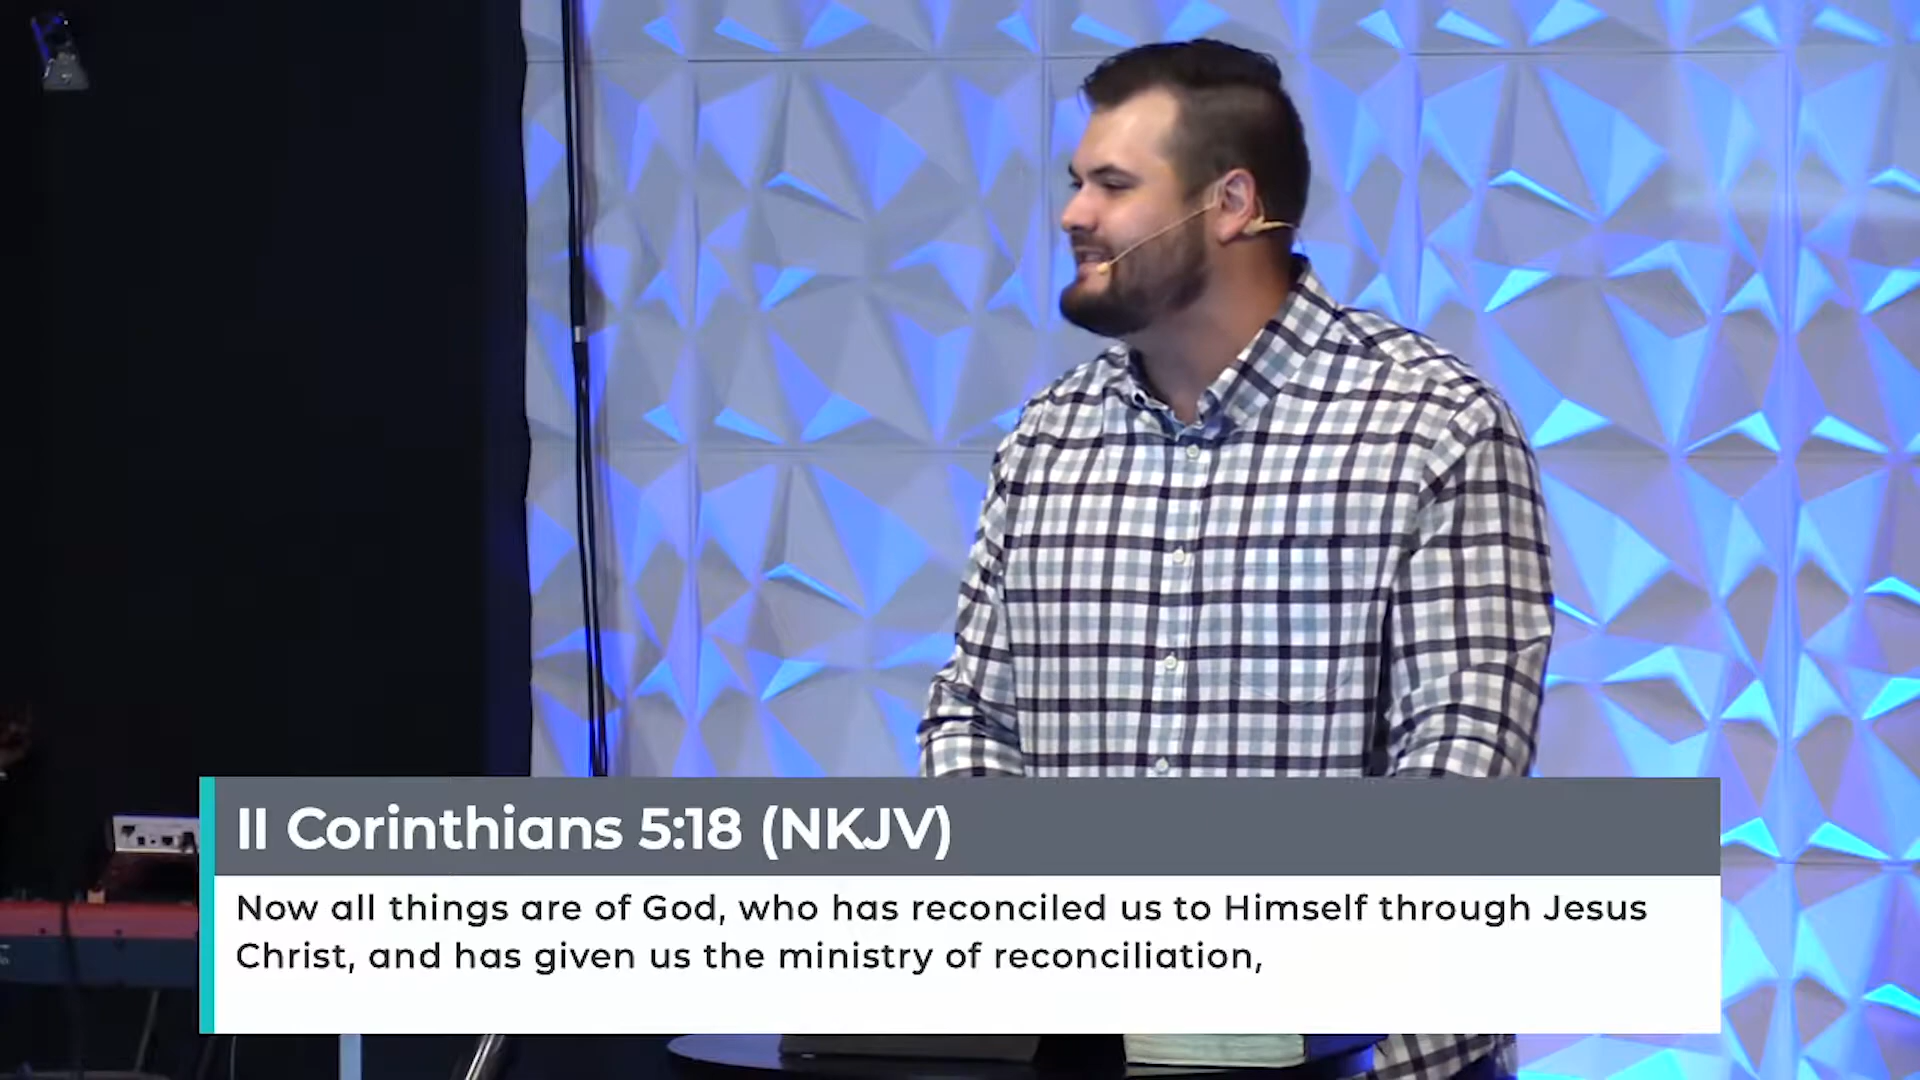 II Corinthians 5:18 (NKJV)
Now all things are of God, who has reconciled us to Himself through Jesus
Christ, and has given us the ministry of reconciliation,